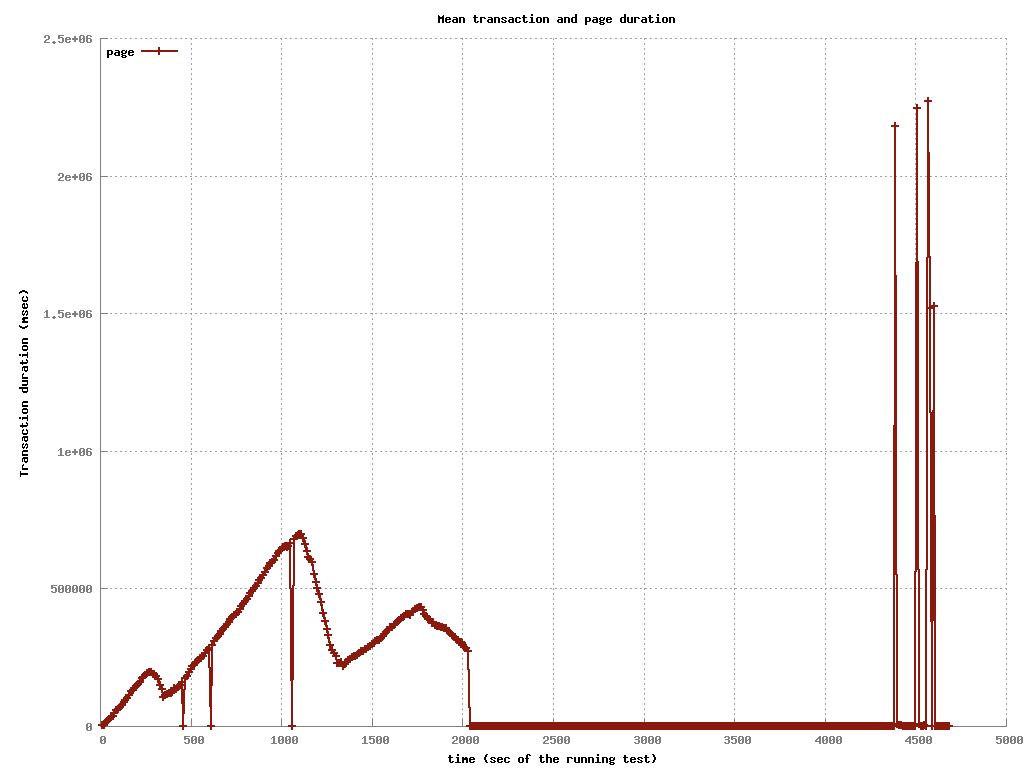 Mean transaction and page duration
2.5e+06
page
2e+06
1.5e+06
1e+06
500000
0
Transaction duration (msec)
0 500 1000 1500 2000 2500 3000 3500 4000 4500 5000
time (sec of the running test)